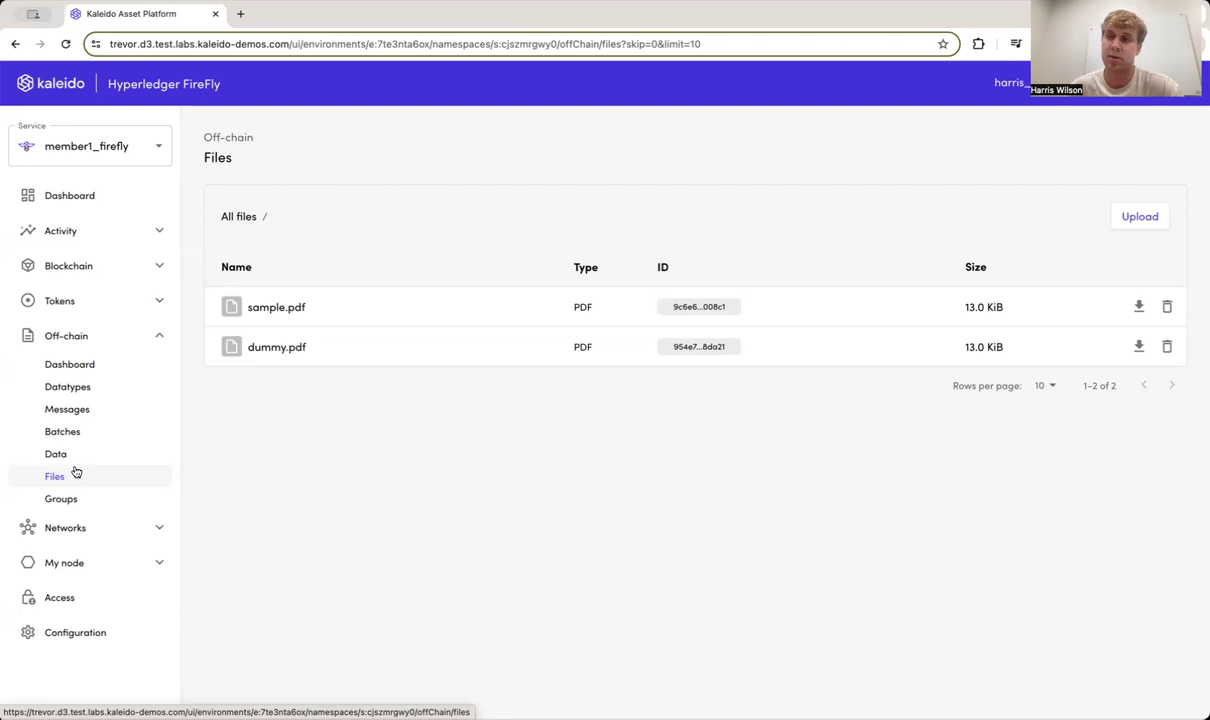 Kaleido Asset Platform
trevor.d3.test.labs.kaleido-demos.com/ui/environments/e:7te3nta6ox/namespaces/s:cjszmrgwy0/offChain/files?skip=0&limit=10
kaleido
Hyperledger FireFly
harris_
Harris Wilson
Service
member1_firefly
Dashboard
Activity
Blockchain
Tokens
Off-chain
Dashboard
Datatypes
Messages
Batches
Data
Files
Groups
Networks
My node
Access
Configuration
Off-chain
Files
All files /
Upload
Name Type ID Size
sample.pdf PDF 9c6e6...008c1 13.0 KiB
dummy.pdf PDF 954e7...8da21 13.0 KiB
Rows per page: 10 1–2 of 2
https://trevor.d3.test.labs.kaleido-demos.com/ui/environments/e:7te3nta6ox/namespaces/s:cjszmrgwy0/offChain/files